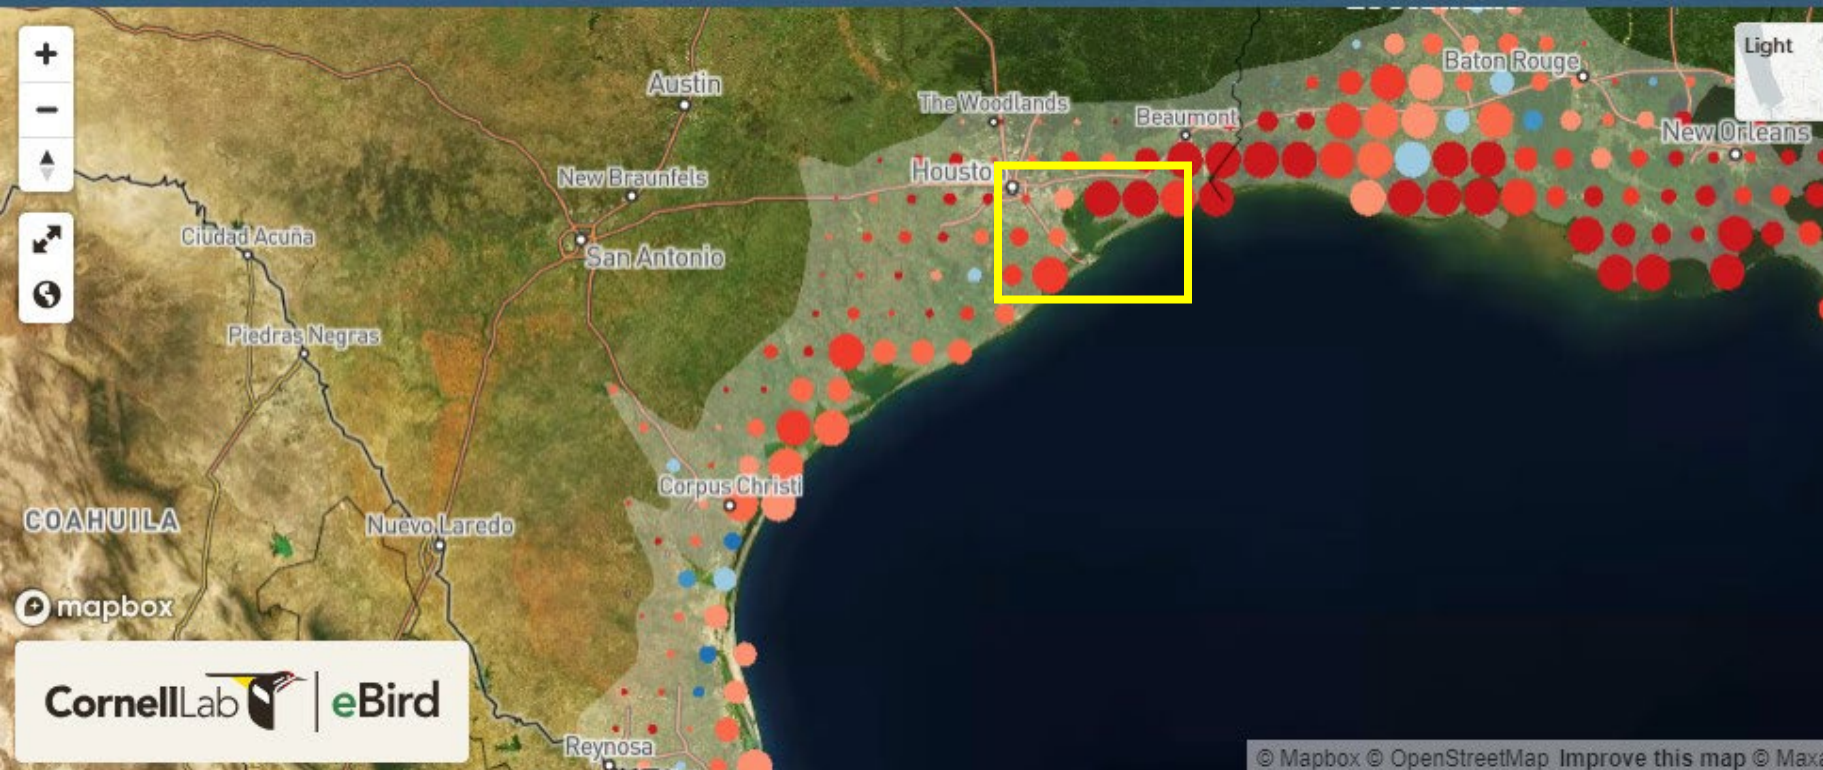 Light
Baton Rouge
Austin
The Woodlands
Beaumont
New Orleans
Housto
New Braunfels
Ciudad Acuña
San Antonio
Piedras Negras
Corpus Christi
COAHUILA
Nuevo Laredo
mapbox
CornellLab | eBird
Reynosa
© Mapbox © OpenStreetMap Improve this map © Maxa